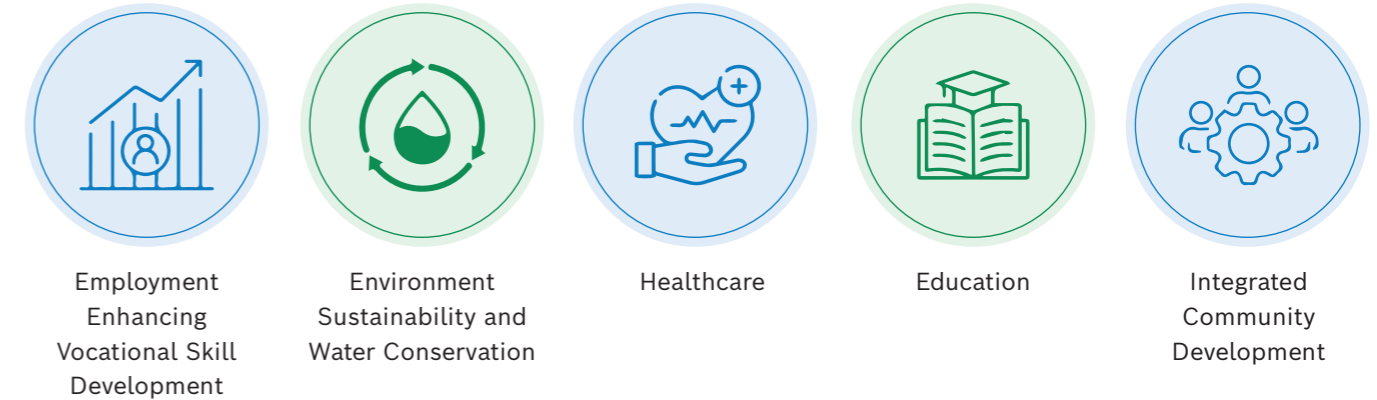 Employment
Enhancing
Vocational Skill
Development
Environment
Sustainability and
Water Conservation
Healthcare
Education
Integrated
Community
Development